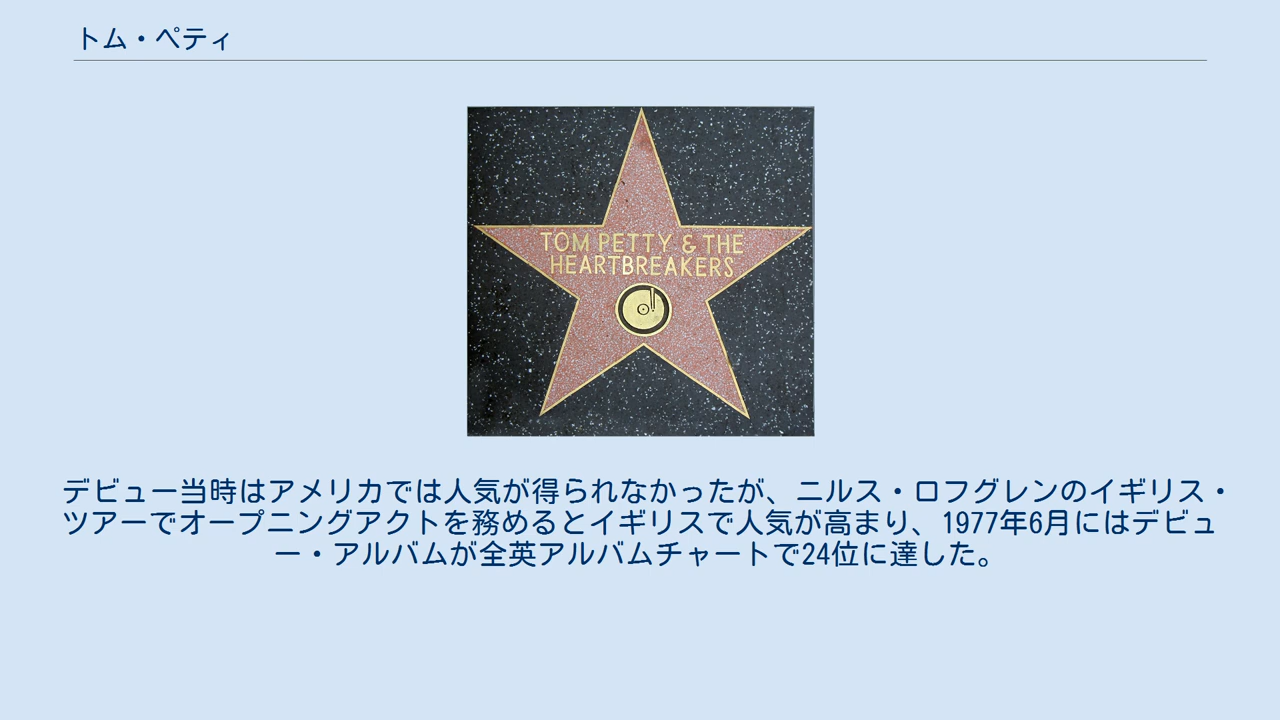 トム・ペティ
TOM PETTY & THE
HEARTBREAKERS
デビュー当時はアメリカでは人気が得られなかったが、ニルス・ロフグレンのイギリス・
ツアーでオープニングアクトを務めるとイギリスで人気が高まり、1977年6月にはデビュ
ー・アルバムが全英アルバムチャートで24位に達した。